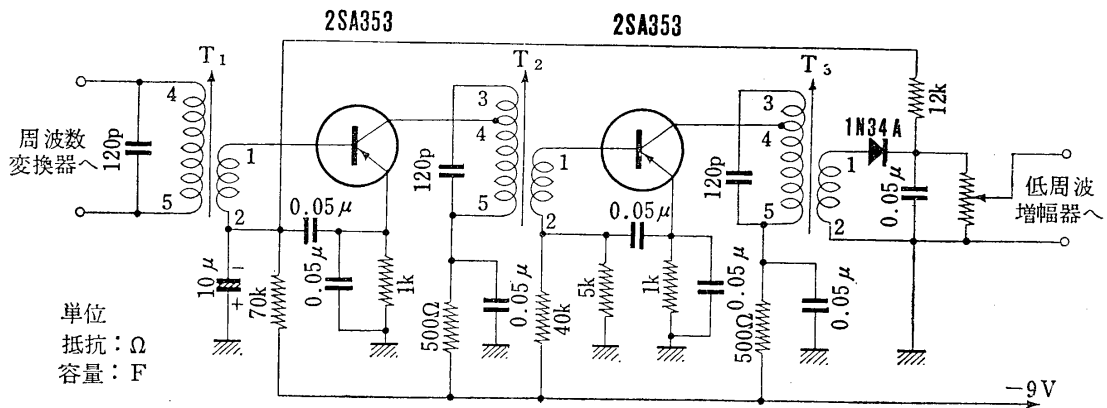 2SA353
2SA353
T₁
T₂
T₃
4
5
1
2
3
4
5
1
2
3
4
5
1
2
周波数
変換器へ
120p
10μ
−
+
70k
0.05μ
0.05μ
1k
120p
500Ω
0.05μ
40k
0.05μ
5k
1k
0.05μ
120p
500Ω
0.05μ
1N34A
12k
0.05μ
低周波
増幅器へ
−9V
単位
抵抗：Ω
容量：F